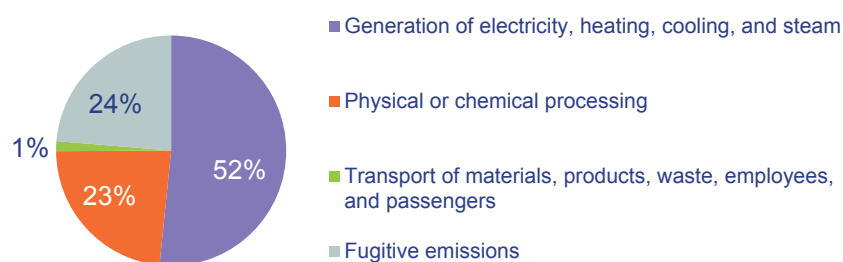 Generation of electricity, heating, cooling, and steam
24%
Physical or chemical processing
1%
52%
23%
Transport of materials, products, waste, employees,
and passengers
Fugitive emissions